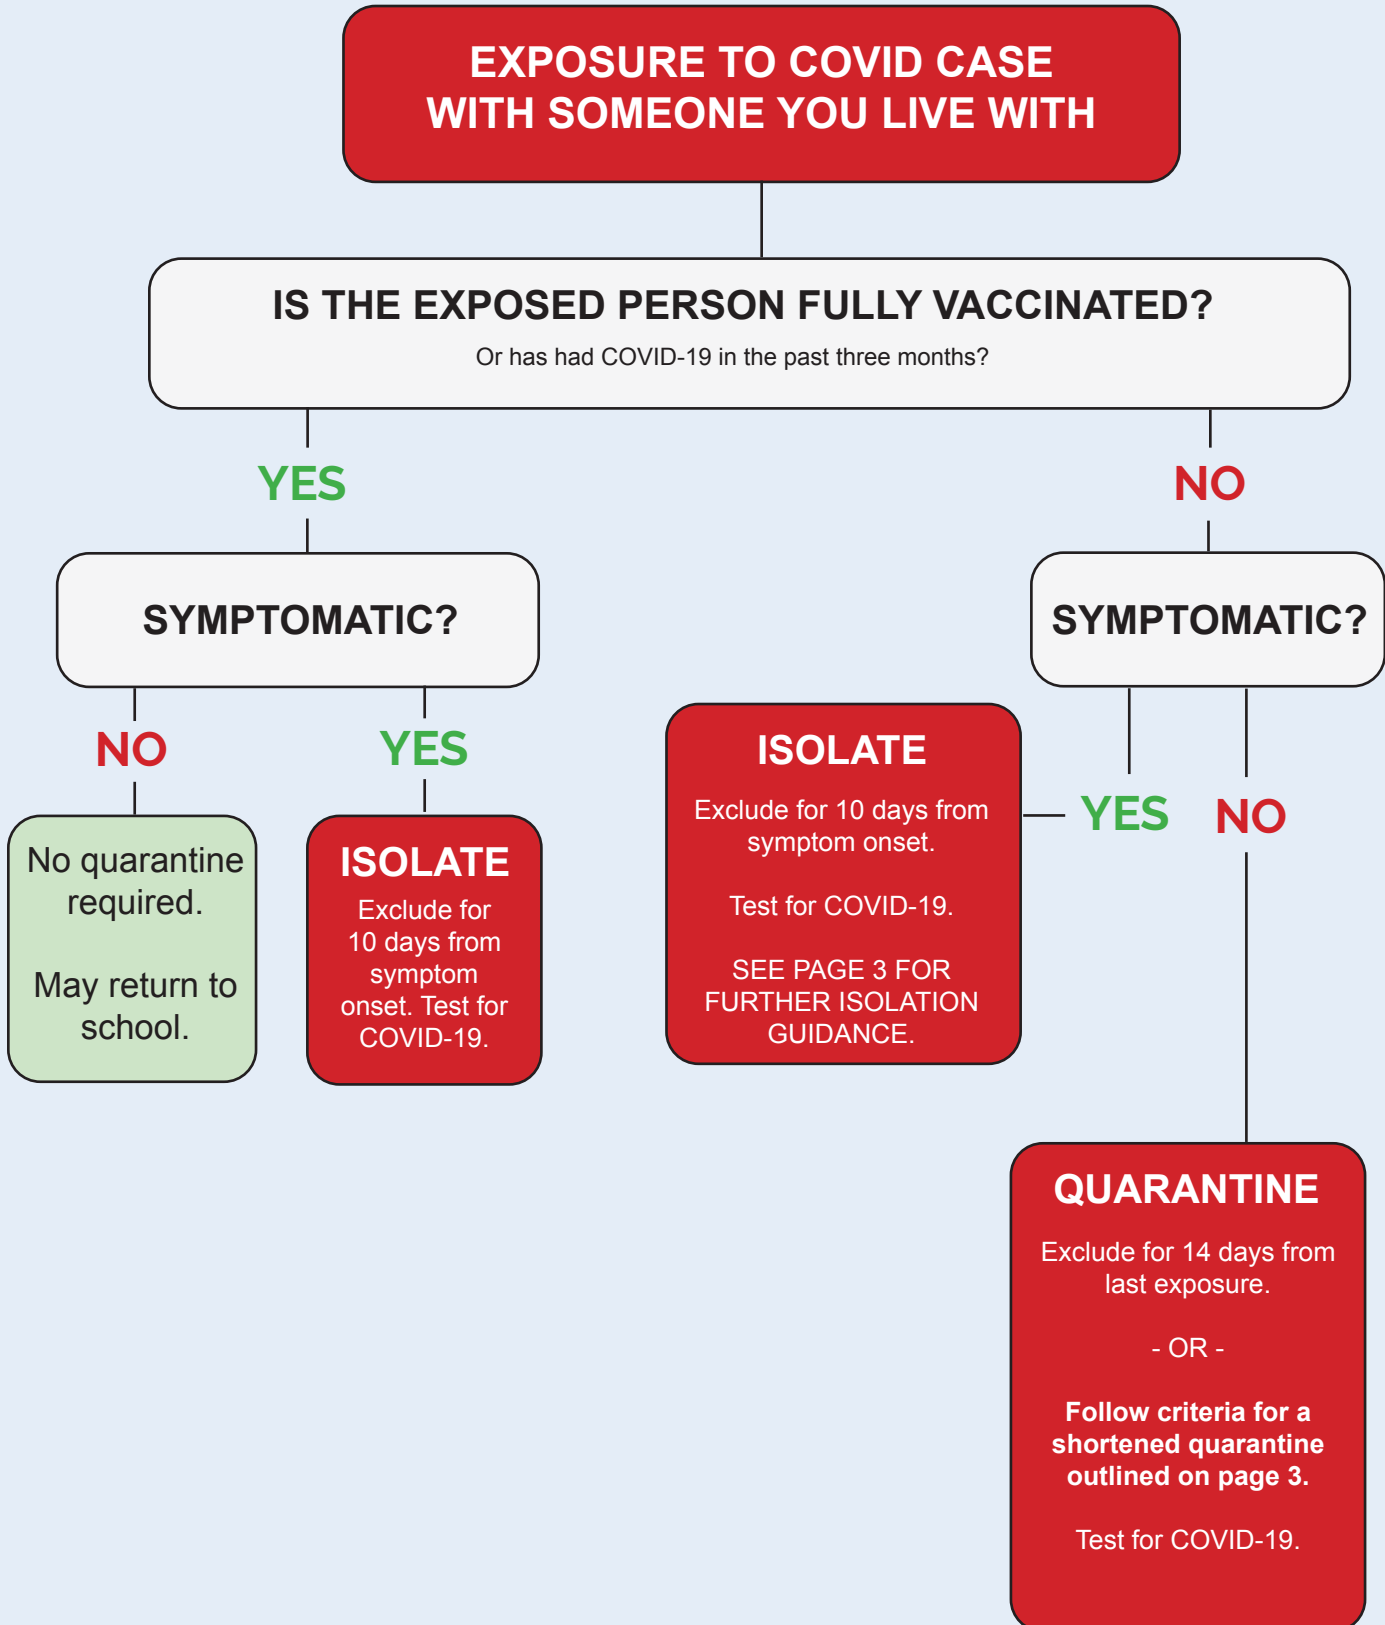 EXPOSURE TO COVID CASE
WITH SOMEONE YOU LIVE WITH
IS THE EXPOSED PERSON FULLY VACCINATED?
Or has had COVID-19 in the past three months?
YES
NO
SYMPTOMATIC?
SYMPTOMATIC?
NO
YES
No quarantine
required.
May return to
school.
ISOLATE
Exclude for
10 days from
symptom
onset. Test for
COVID-19.
ISOLATE
Exclude for 10 days from
symptom onset.
Test for COVID-19.
SEE PAGE 3 FOR
FURTHER ISOLATION
GUIDANCE.
YES
NO
QUARANTINE
Exclude for 14 days from
last exposure.
- OR -
Follow criteria for a
shortened quarantine
outlined on page 3.
Test for COVID-19.